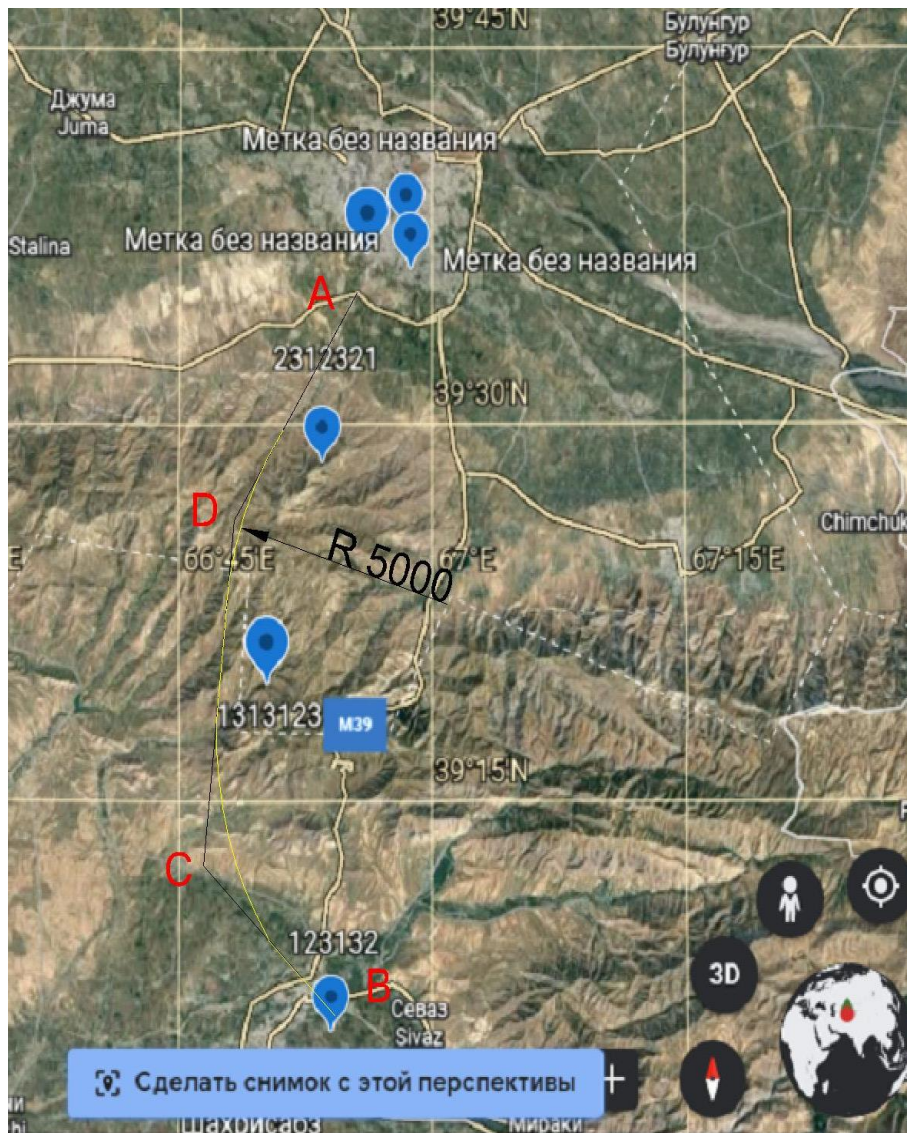 39°45'N
Булунгур
Булунғур
Джума
Juma
Метка без названия
Stalina
Метка без названия
Метка без названия
A
2312321
39°30'N
D
Chimchuk
E
66°45'E
67°E
67°15'E
R 5000
1313123
M39
39°15'N
C
123132
B
3D
Севаз
Sivaz
Сделать снимок с этой перспективы
Шахрисабз
Мираки